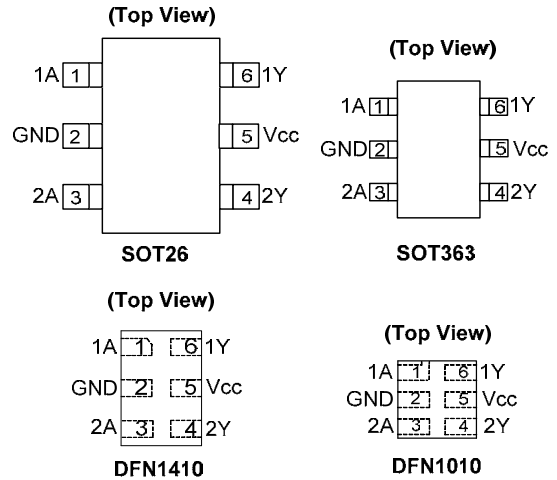 (Top View)
1A 1 6 1Y
GND 2 5 Vcc
2A 3 4 2Y
SOT26
(Top View)
1A 1 6 1Y
GND 2 5 Vcc
2A 3 4 2Y
SOT363
(Top View)
1A 1 6 1Y
GND 2 5 Vcc
2A 3 4 2Y
DFN1410
(Top View)
1A 1 6 1Y
GND 2 5 Vcc
2A 3 4 2Y
DFN1010